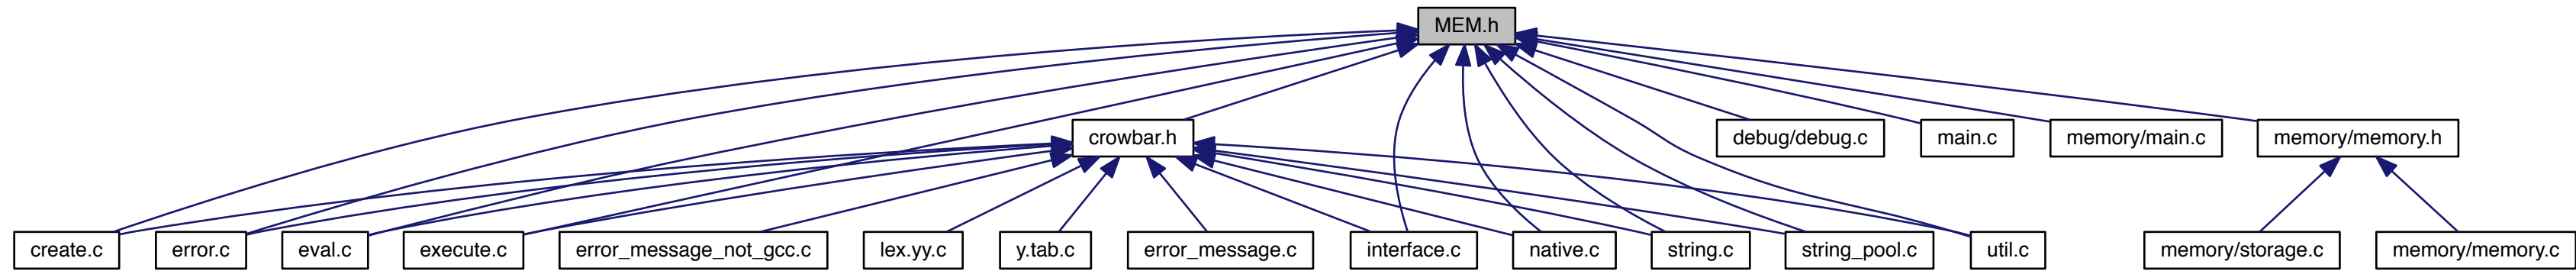 MEM.h
crowbar.h
debug/debug.c
main.c
memory/main.c
memory/memory.h
create.c
error.c
eval.c
execute.c
error_message_not_gcc.c
lex.yy.c
y.tab.c
error_message.c
interface.c
native.c
string.c
string_pool.c
util.c
memory/storage.c
memory/memory.c